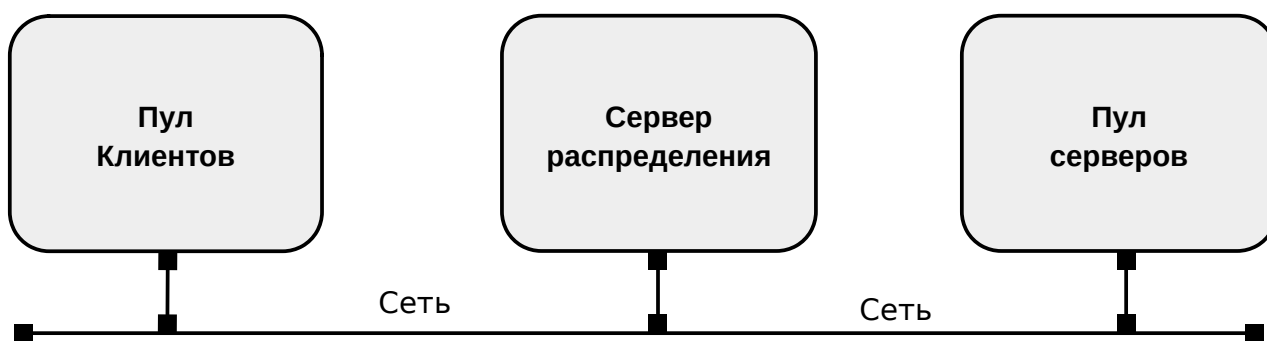 Пул
Клиентов
Сервер
распределения
Пул
серверов
Сеть
Сеть